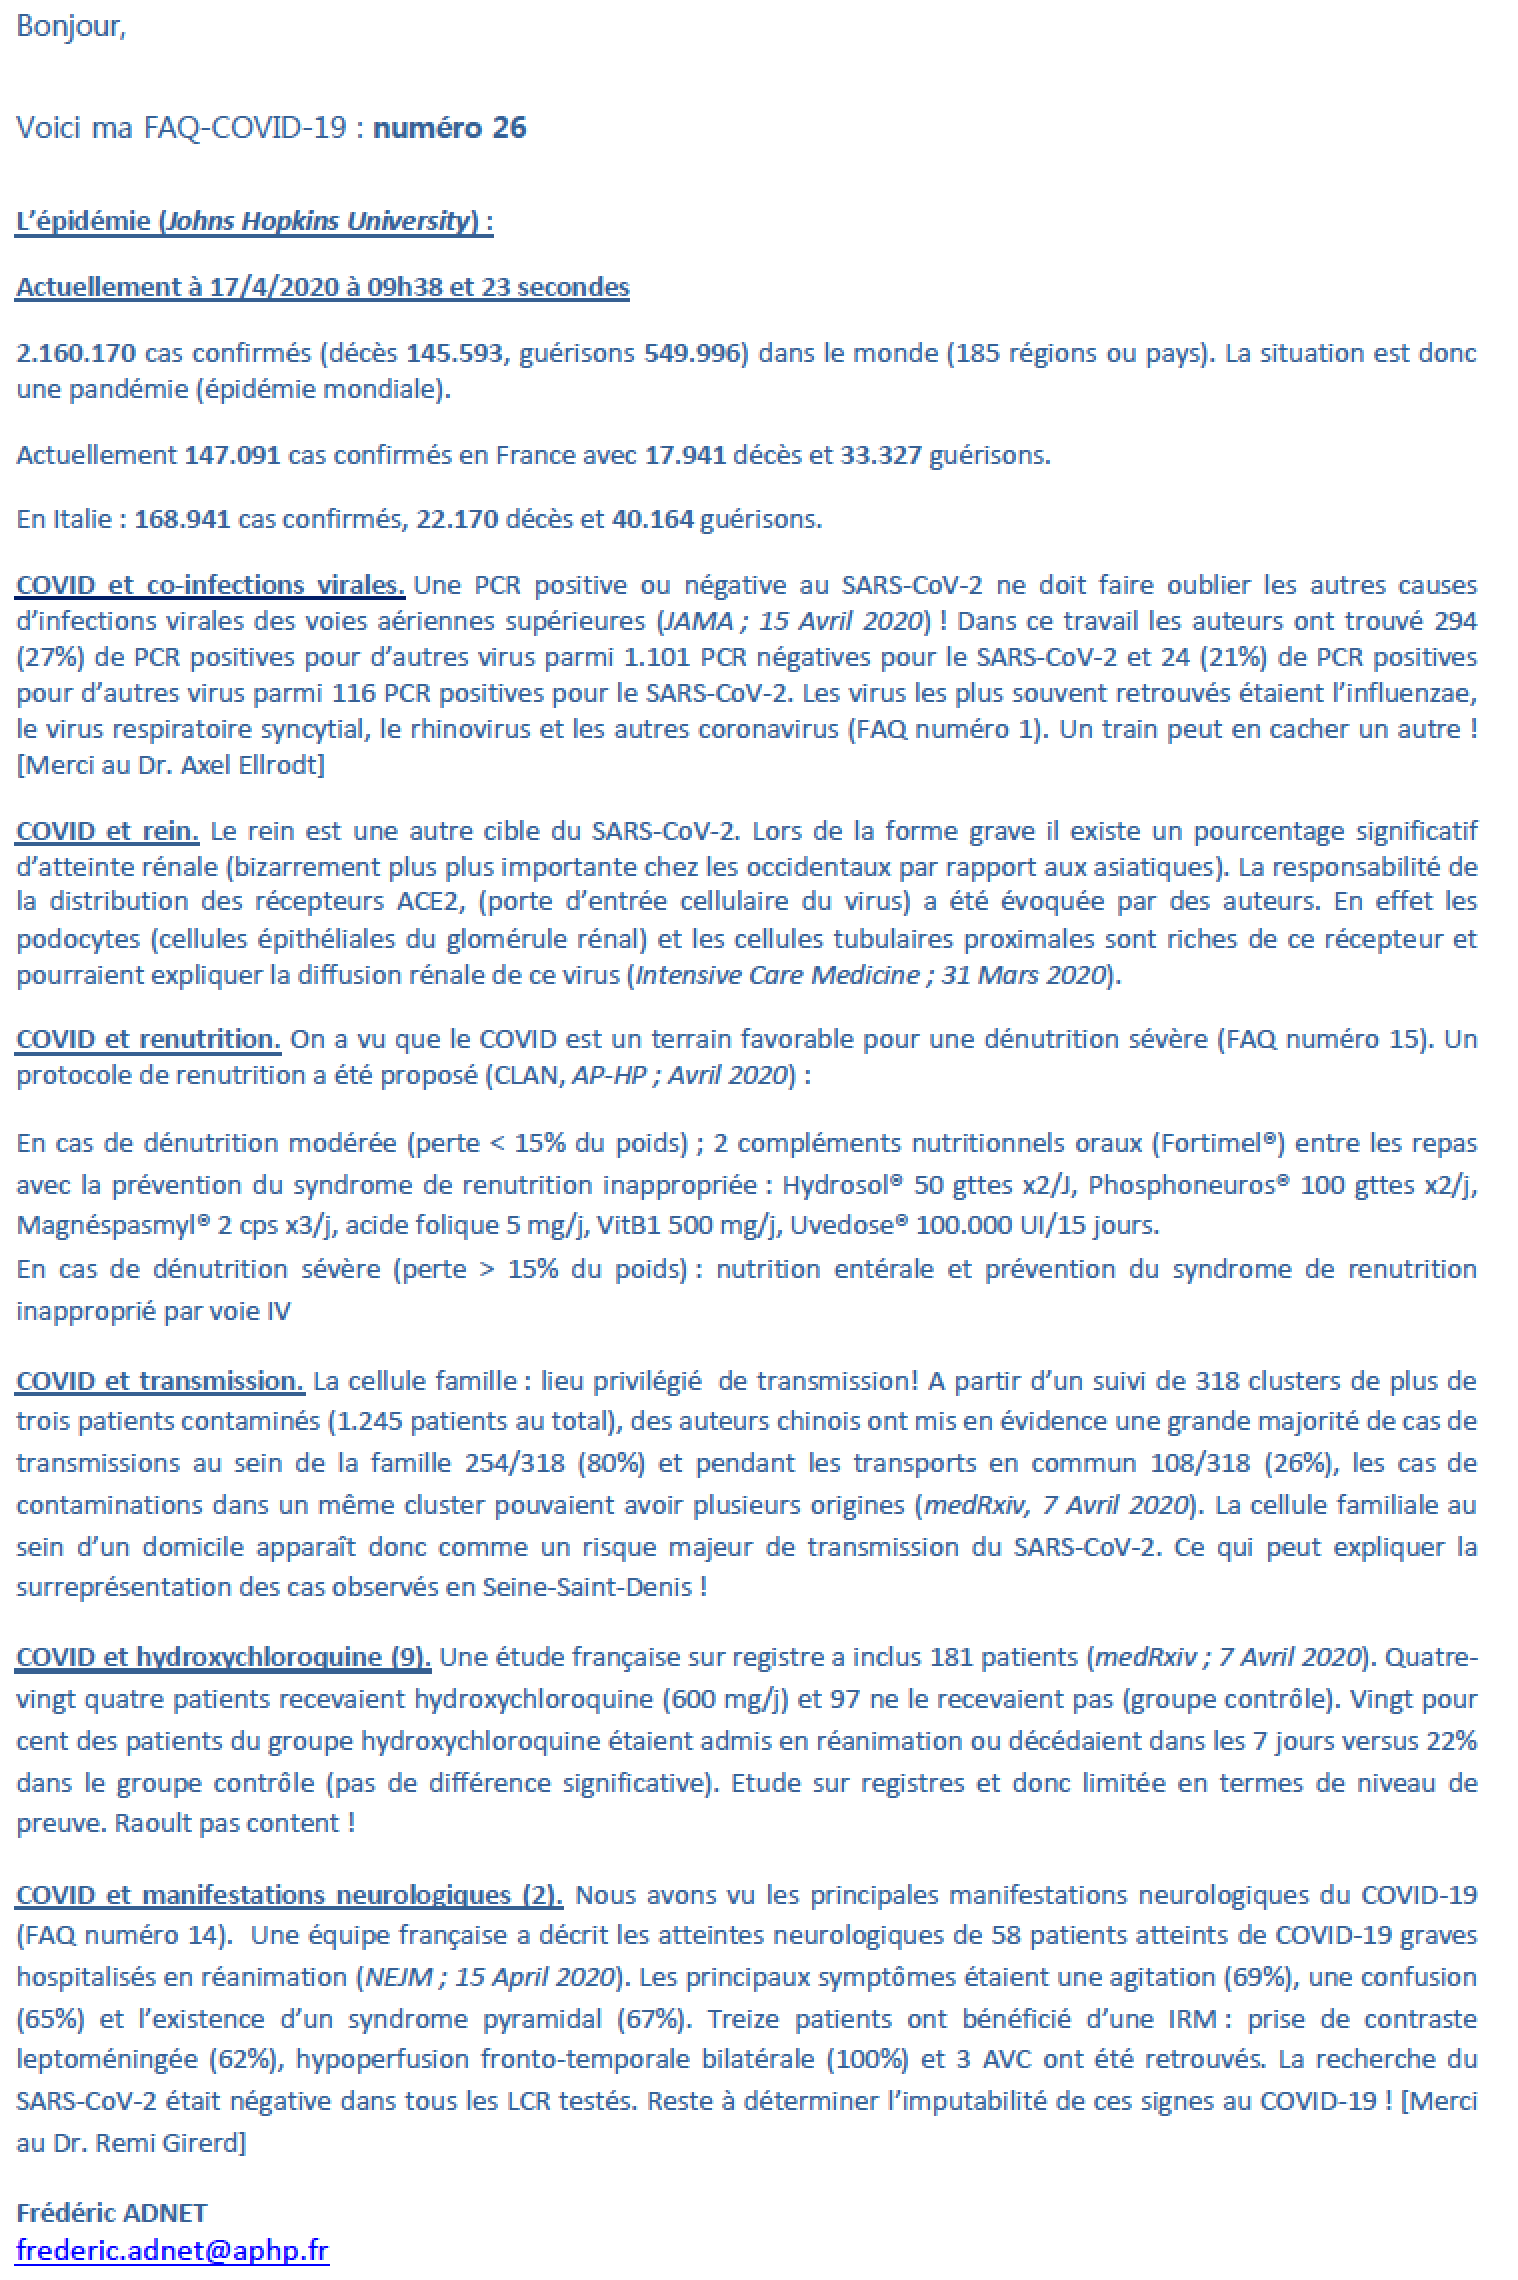 Bonjour,
Voici ma FAQ-COVID-19 : numéro 26
L’épidémie (Johns Hopkins University) :
Actuellement à 17/4/2020 à 09h38 et 23 secondes
2.160.170 cas confirmés (décès 145.593, guérisons 549.996) dans le monde (185 régions ou pays). La situation est donc
une pandémie (épidémie mondiale).
Actuellement 147.091 cas confirmés en France avec 17.941 décès et 33.327 guérisons.
En Italie : 168.941 cas confirmés, 22.170 décès et 40.164 guérisons.
COVID et co-infections virales. Une PCR positive ou négative au SARS-CoV-2 ne doit faire oublier les autres causes
d’infections virales des voies aériennes supérieures (JAMA ; 15 Avril 2020) ! Dans ce travail les auteurs ont trouvé 294
(27%) de PCR positives pour d’autres virus parmi 1.101 PCR négatives pour le SARS-CoV-2 et 24 (21%) de PCR positives
pour d’autres virus parmi 116 PCR positives pour le SARS-CoV-2. Les virus les plus souvent retrouvés étaient l’influenzae,
le virus respiratoire syncytial, le rhinovirus et les autres coronavirus (FAQ numéro 1). Un train peut en cacher un autre !
[Merci au Dr. Axel Ellrodt]
COVID et rein. Le rein est une autre cible du SARS-CoV-2. Lors de la forme grave il existe un pourcentage significatif
d’atteinte rénale (bizarrement plus plus importante chez les occidentaux par rapport aux asiatiques). La responsabilité de
la distribution des récepteurs ACE2, (porte d’entrée cellulaire du virus) a été évoquée par des auteurs. En effet les
podocytes (cellules épithéliales du glomérule rénal) et les cellules tubulaires proximales sont riches de ce récepteur et
pourraient expliquer la diffusion rénale de ce virus (Intensive Care Medicine ; 31 Mars 2020).
COVID et renutrition. On a vu que le COVID est un terrain favorable pour une dénutrition sévère (FAQ numéro 15). Un
protocole de renutrition a été proposé (CLAN, AP-HP ; Avril 2020) :
En cas de dénutrition modérée (perte < 15% du poids) ; 2 compléments nutritionnels oraux (Fortimel®) entre les repas
avec la prévention du syndrome de renutrition inappropriée : Hydrosol® 50 gttes x2/J, Phosphoneuros® 100 gttes x2/j,
Magnéspasmyl® 2 cps x3/j, acide folique 5 mg/j, VitB1 500 mg/j, Uvedose® 100.000 UI/15 jours.
En cas de dénutrition sévère (perte > 15% du poids) : nutrition entérale et prévention du syndrome de renutrition
inapproprié par voie IV
COVID et transmission. La cellule famille : lieu privilégié de transmission! A partir d’un suivi de 318 clusters de plus de
trois patients contaminés (1.245 patients au total), des auteurs chinois ont mis en évidence une grande majorité de cas de
transmissions au sein de la famille 254/318 (80%) et pendant les transports en commun 108/318 (26%), les cas de
contaminations dans un même cluster pouvaient avoir plusieurs origines (medRxiv, 7 Avril 2020). La cellule familiale au
sein d’un domicile apparaît donc comme un risque majeur de transmission du SARS-CoV-2. Ce qui peut expliquer la
surreprésentation des cas observés en Seine-Saint-Denis !
COVID et hydroxychloroquine (9). Une étude française sur registre a inclus 181 patients (medRxiv ; 7 Avril 2020). Quatre-
vingt quatre patients recevaient hydroxychloroquine (600 mg/j) et 97 ne le recevaient pas (groupe contrôle). Vingt pour
cent des patients du groupe hydroxychloroquine étaient admis en réanimation ou décédaient dans les 7 jours versus 22%
dans le groupe contrôle (pas de différence significative). Etude sur registres et donc limitée en termes de niveau de
preuve. Raoult pas content !
COVID et manifestations neurologiques (2). Nous avons vu les principales manifestations neurologiques du COVID-19
(FAQ numéro 14). Une équipe française a décrit les atteintes neurologiques de 58 patients atteints de COVID-19 graves
hospitalisés en réanimation (NEJM ; 15 April 2020). Les principaux symptômes étaient une agitation (69%), une confusion
(65%) et l’existence d’un syndrome pyramidal (67%). Treize patients ont bénéficié d’une IRM : prise de contraste
leptoméningée (62%), hypoperfusion fronto-temporale bilatérale (100%) et 3 AVC ont été retrouvés. La recherche du
SARS-CoV-2 était négative dans tous les LCR testés. Reste à déterminer l’imputabilité de ces signes au COVID-19 ! [Merci
au Dr. Remi Girerd]
Frédéric ADNET
frederic.adnet@aphp.fr